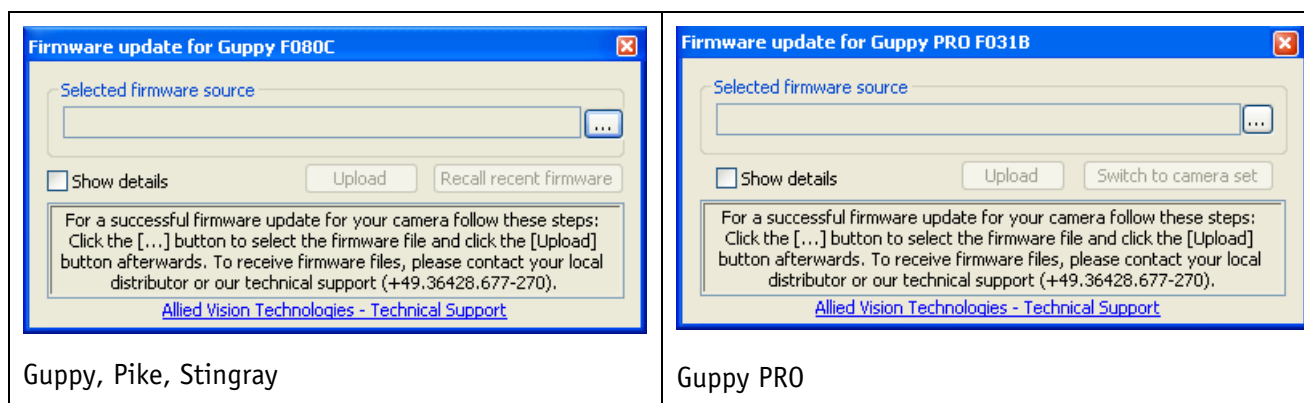 Firmware update for Guppy F080C
Selected firmware source
...
Show details
Upload
Recall recent firmware
For a successful firmware update for your camera follow these steps:
Click the [...] button to select the firmware file and click the [Upload]
button afterwards. To receive firmware files, please contact your local
distributor or our technical support (+49.36428.677-270).
Allied Vision Technologies - Technical Support
Guppy, Pike, Stingray
Firmware update for Guppy PRO F031B
Selected firmware source
...
Show details
Upload
Switch to camera set
For a successful firmware update for your camera follow these steps:
Click the [...] button to select the firmware file and click the [Upload]
button afterwards. To receive firmware files, please contact your local
distributor or our technical support (+49.36428.677-270).
Allied Vision Technologies - Technical Support
Guppy PRO